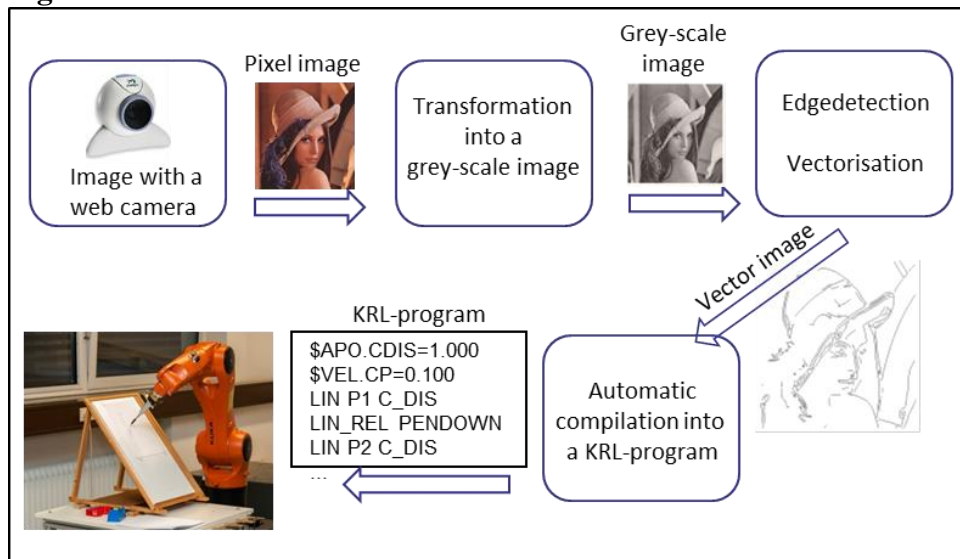 Image with a
web camera
Pixel image
Transformation
into a
grey-scale image
Grey-scale
image
Edgedetection
Vectorisation
Vector image
Automatic
compilation into
a KRL-program
KRL-program
$APO.CDIS=1.000
$VEL.CP=0.100
LIN P1 C_DIS
LIN_REL PENDOWN
LIN P2 C_DIS
...